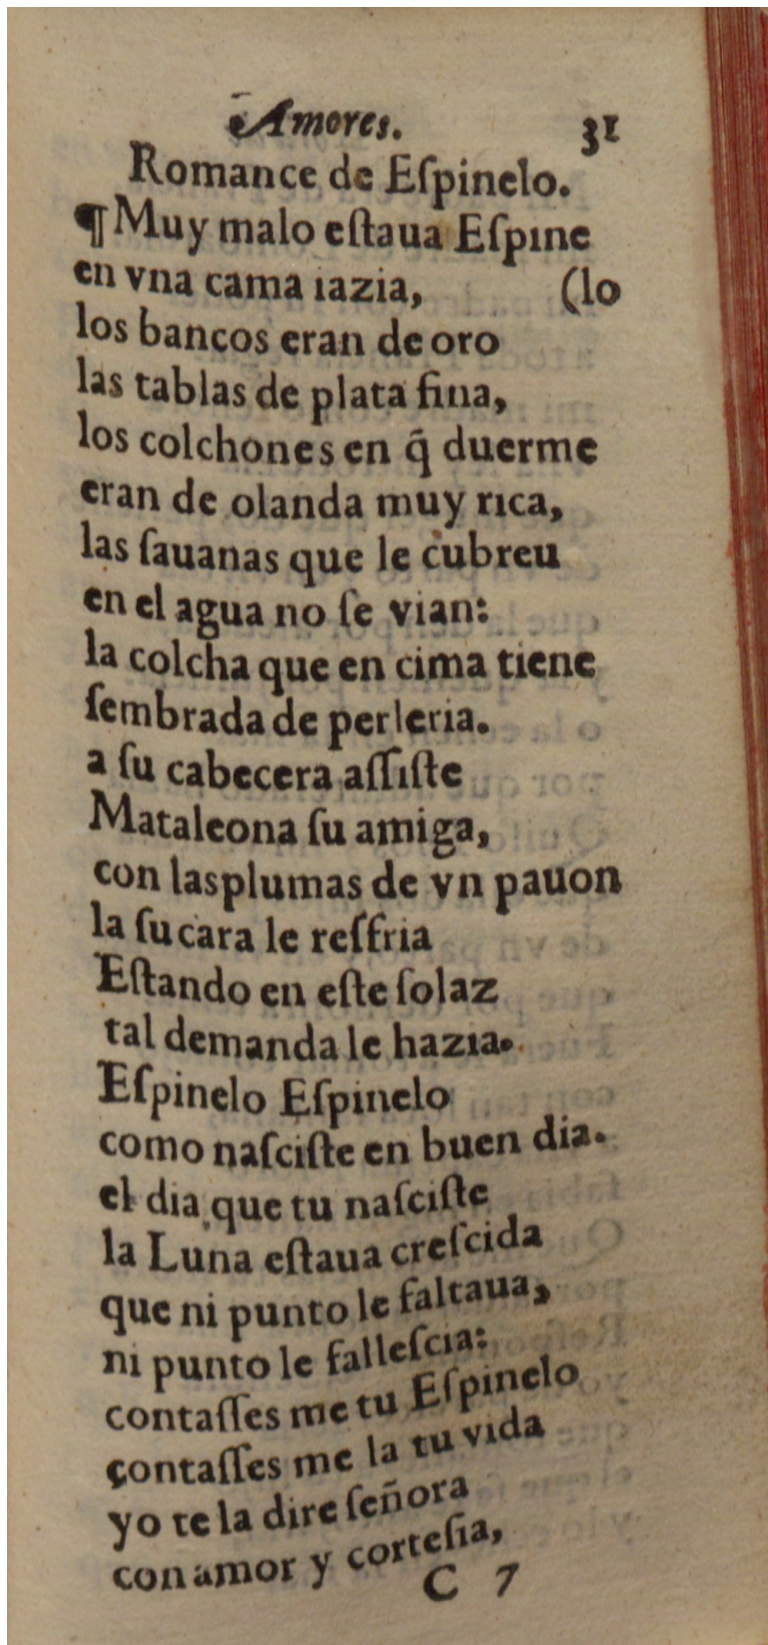 Amores. 31
Romance de Eſpinelo.
¶ Muy malo eſtaua Eſpine
en vna cama iazia, (lo
los bancos eran de oro
las tablas de plata fina,
los colchones en q̃ duerme
eran de olanda muy rica,
las ſauanas que le cubreu
en el agua no ſe vian:
la colcha que en cima tiene
ſembrada de perleria.
a ſu cabecera aſſiſte
Mataleona ſu amiga,
con lasplumas de vn pauon
la ſu cara le reſfria
Eſtando en eſte ſolaz
tal demanda le hazia.
Eſpinelo Eſpinelo
como naſciſte en buen dia.
el dia que tu naſciſte
la Luna eſtaua creſcida
que ni punto le faltaua,
ni punto le falleſcia:
contaſſes me tu Eſpinelo
contaſſes me la tu vida
yo te la dire ſeñora
con amor y corteſia,
C 7